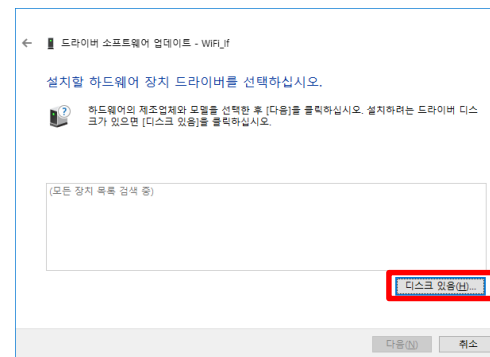 드라이버 소프트웨어 업데이트 - WiFi_If
설치할 하드웨어 장치 드라이버를 선택하십시오.
하드웨어의 제조업체와 모델을 선택한 후 [다음]을 클릭하십시오. 설치하려는 드라이버 디스
크가 있으면 [디스크 있음]을 클릭하십시오.
(모든 장치 목록 검색 중)
디스크 있음(H)...
다음(N) 취소